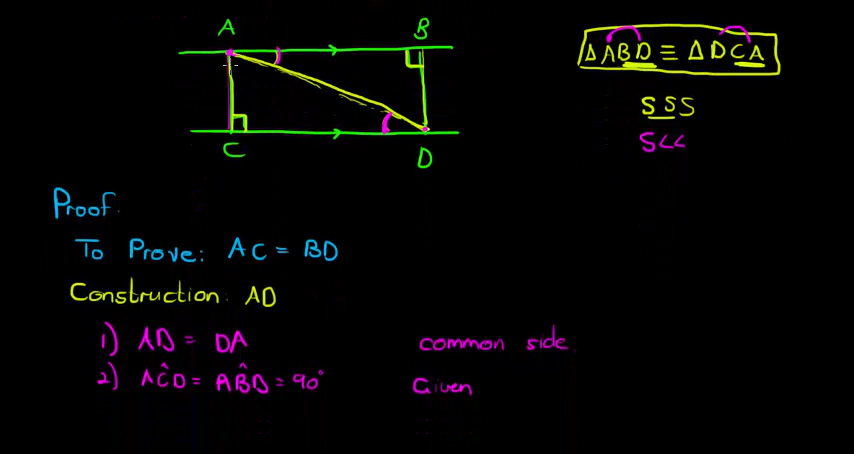 A B
C D
ΔABD ≡ ΔDCA
SSS
S<<
Proof.
To Prove: AC = BD
Construction: AD
1) AD = DA common side.
2) AĈD = AB̂D = 90° Given